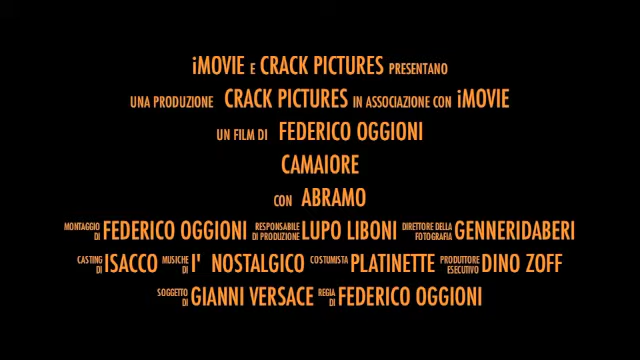 iMOVIE E CRACK PICTURES PRESENTANO
UNA PRODUZIONE CRACK PICTURES IN ASSOCIAZIONE CON iMOVIE
UN FILM DI FEDERICO OGGIONI
CAMAIORE
CON ABRAMO
MONTAGGIO DI FEDERICO OGGIONI RESPONSABILE DI PRODUZIONE LUPO LIBONI DIRETTORE DELLA FOTOGRAFIA GENNERIDABERI
CASTING DI ISACCO MUSICHE DI I' NOSTALGICO COSTUMISTA PLATINETTE PRODUTTORE ESECUTIVO DINO ZOFF
SOGGETTO DI GIANNI VERSACE REGIA DI FEDERICO OGGIONI